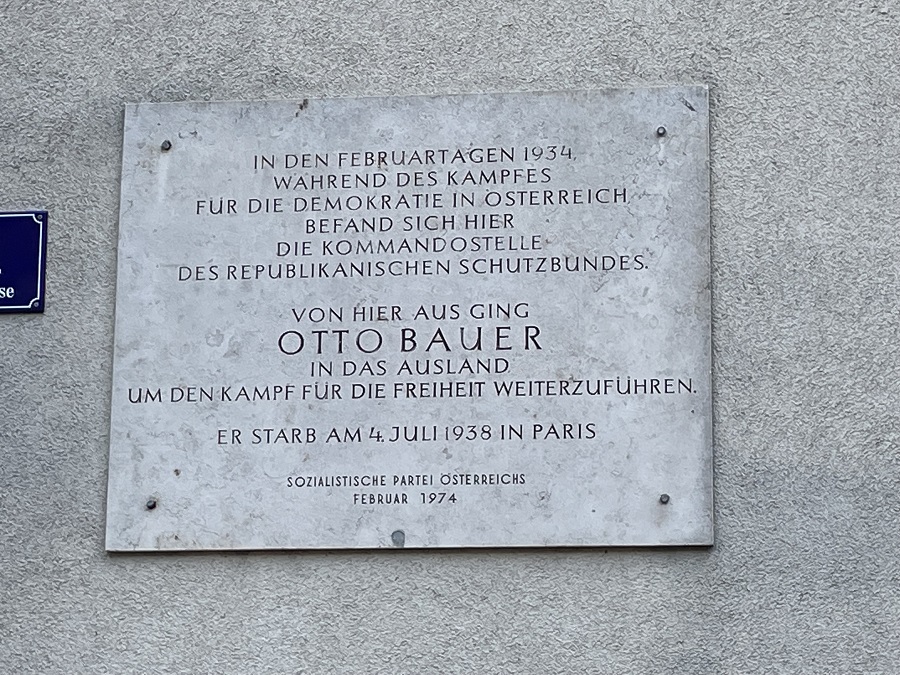 IN DEN FEBRUARTAGEN 1934,
WÄHREND DES KAMPFES
FÜR DIE DEMOKRATIE IN ÖSTERREICH,
BEFAND SICH HIER
DIE KOMMANDOSTELLE
DES REPUBLIKANISCHEN SCHUTZBUNDES.
VON HIER AUS GING
OTTO BAUER
IN DAS AUSLAND
UM DEN KAMPF FÜR DIE FREIHEIT WEITERZUFÜHREN.
ER STARB AM 4. JULI 1938 IN PARIS
SOZIALISTISCHE PARTEI ÖSTERREICHS
FEBRUAR 1974